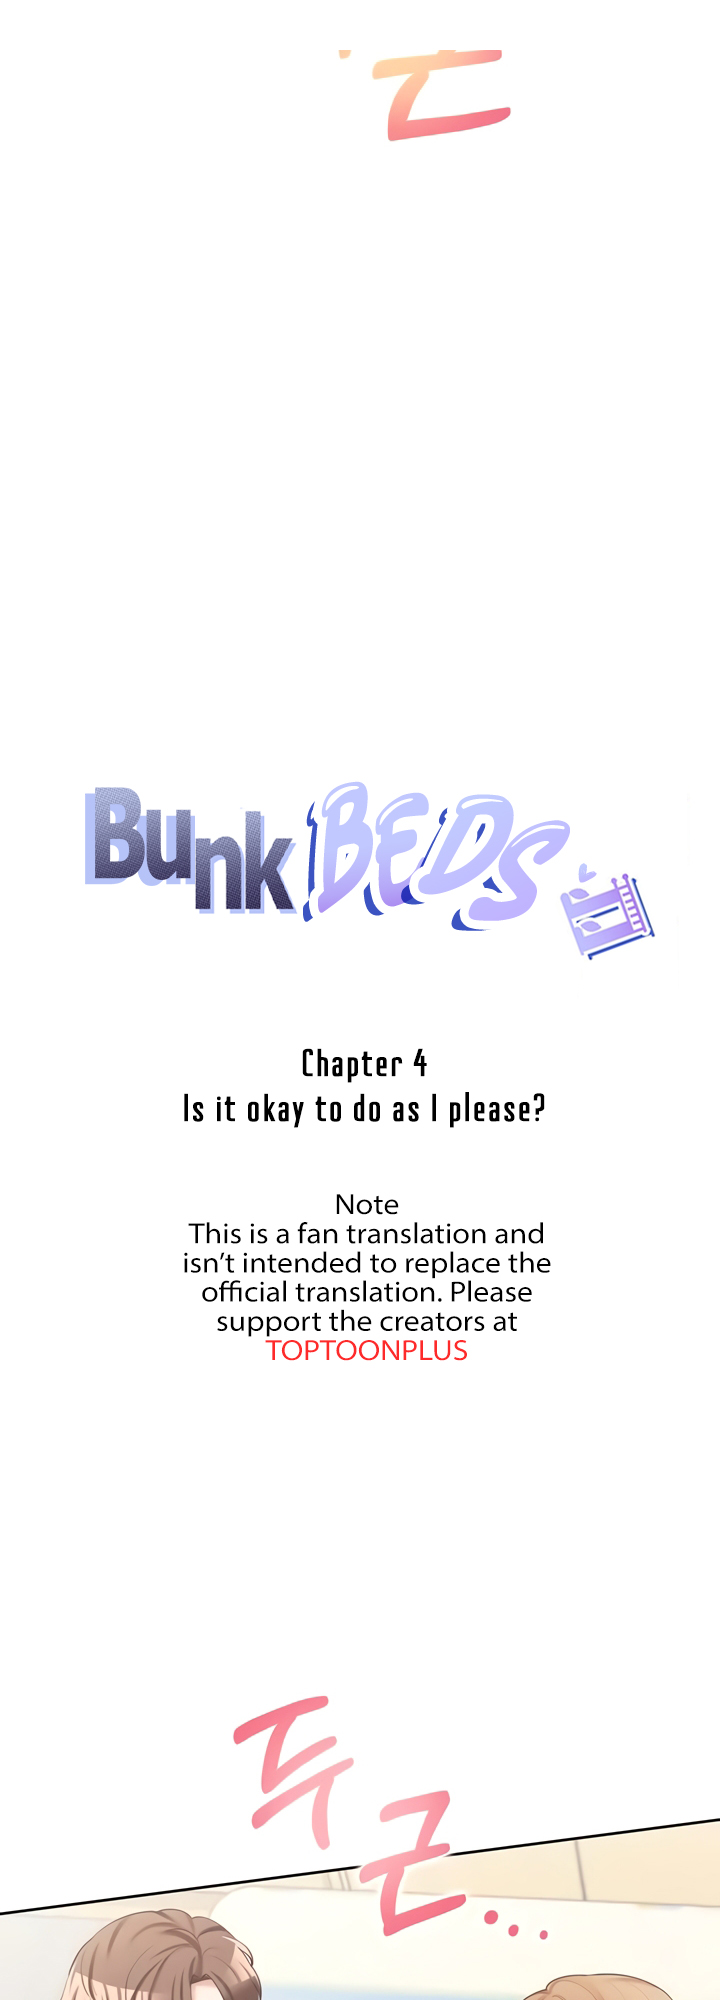 Bunk BEDS
Chapter 4
Is it okay to do as I please?
Note
This is a fan translation and
isn't intended to replace the
official translation. Please
support the creators at
TOPTOONPLUS
두
근...